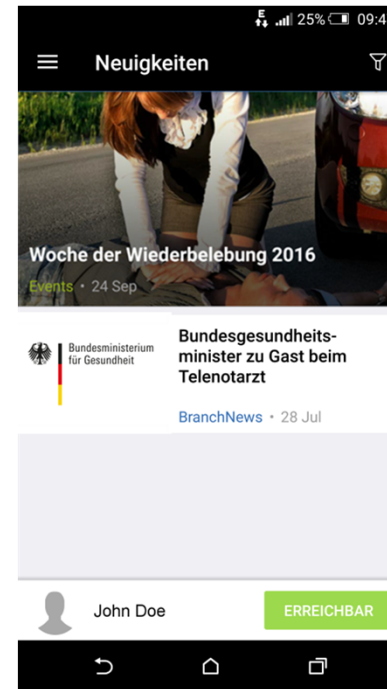 E 25% 09:4
Neuigkeiten
Woche der Wiederbelebung 2016
Events • 24 Sep
Bundesministerium
für Gesundheit
Bundesgesundheits-
minister zu Gast beim
Telenotarzt
BranchNews • 28 Jul
John Doe
ERREICHBAR